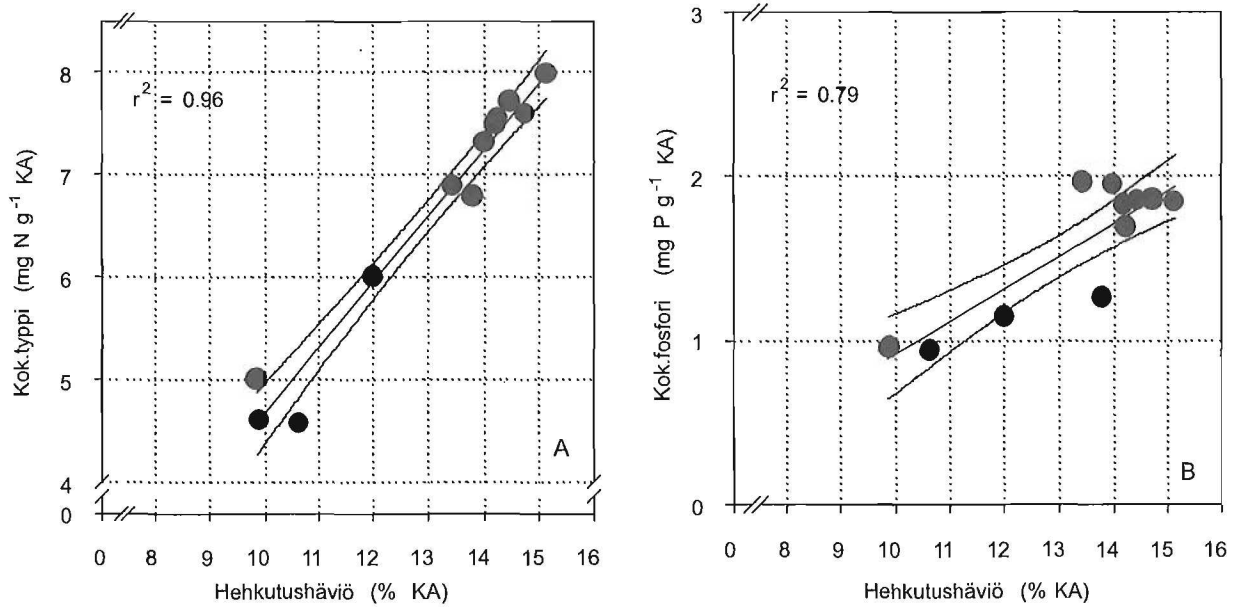 r² = 0.96
Kok.typpi (mg N g⁻¹ KA)
8
7
6
5
4
0
A
0 8 9 10 11 12 13 14 15 16
Hehkutushäviö (% KA)
r² = 0.79
Kok.fosfori (mg P g⁻¹ KA)
3
2
1
0
B
0 8 9 10 11 12 13 14 15 16
Hehkutushäviö (% KA)